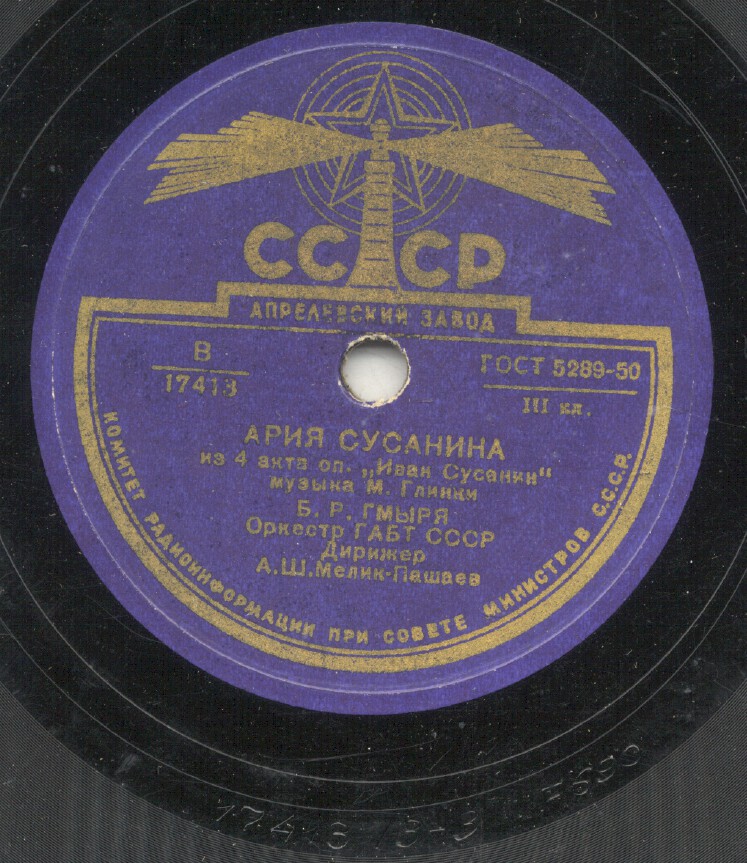 СССР
АПРЕЛЕВСКИЙ ЗАВОД
В
17413
ГОСТ 5289-50
III кл.
АРИЯ СУСАНИНА
из 4 акта оп. „Иван Сусанин“
музыка М. Глинки
Б. Р. ГМЫРЯ
Оркестр ГАБТ СССР
Дирижер
А.Ш.Мелик-Пашаев
КОМИТЕТ РАДИОИНФОРМАЦИИ ПРИ СОВЕТЕ МИНИСТРОВ С.С.С.Р.